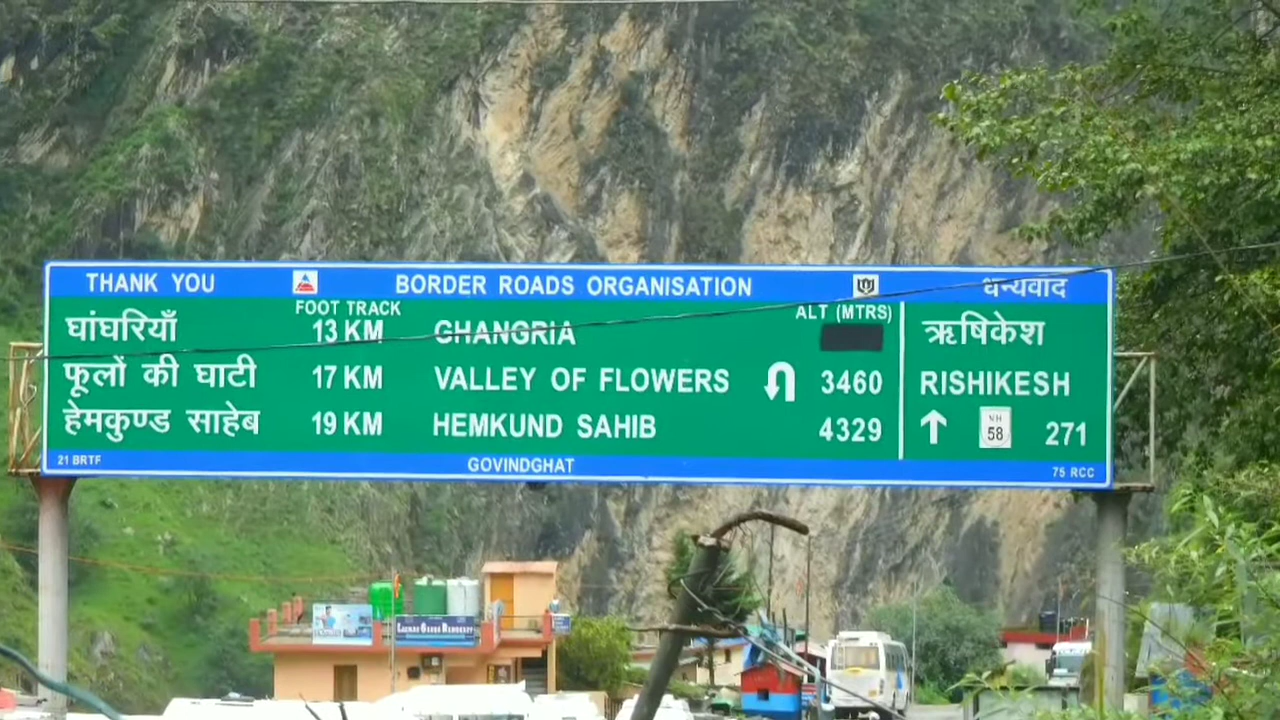 THANK YOU BORDER ROADS ORGANISATION धन्यवाद
FOOT TRACK ALT (MTRS)
घांघरियाँ 13 KM GHANGRIA
फूलों की घाटी 17 KM VALLEY OF FLOWERS 3460
हेमकुण्ड साहेब 19 KM HEMKUND SAHIB 4329
ऋषिकेश
RISHIKESH
NH
58 271
21 BRTF GOVINDGHAT 75 RCC